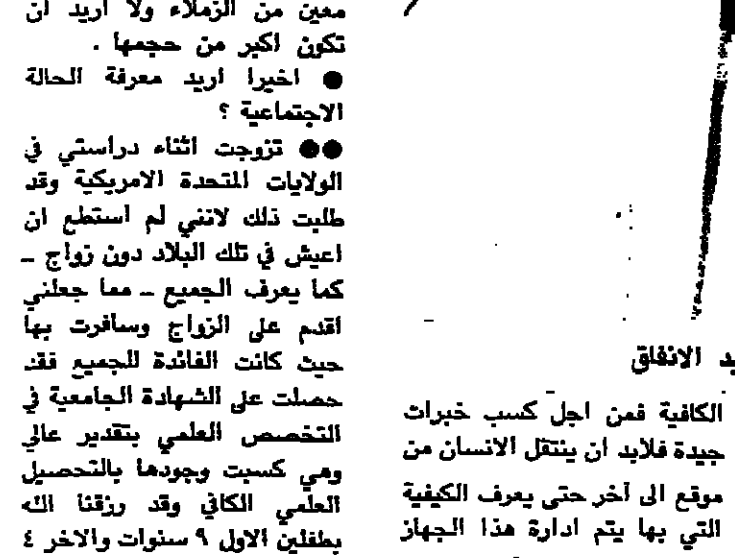 يد الانفاق
الكافية فمن اجل كسب خبرات
جيدة فلابد ان ينتقل الانسان من
موقع الى آخر حتى يعرف الكيفية
التي بها يتم ادارة هذا الجهاز
معين من الزملاء ولا اريد ان
تكون اكبر من حجمها .
● اخيرا اريد معرفة الحالة
الاجتماعية ؟
●● تزوجت اثناء دراستي في
الولايات المتحدة الامريكية وقد
طلبت ذلك لانني لم استطع ان
اعيش في تلك البلاد دون زواج ــ
كما يعرف الجميع ــ مما جعلني
اقدم على الزواج وسافرت بها
حيث كانت الفائدة للجميع فقد
حصلت على الشهادة الجامعية في
التخصص العلمي بتقدير عالي
وهي كسبت وجودها بالتحصيل
العلمي الكافي وقد رزقنا الله
بطفلين الاول ٩ سنوات والاخر ٤